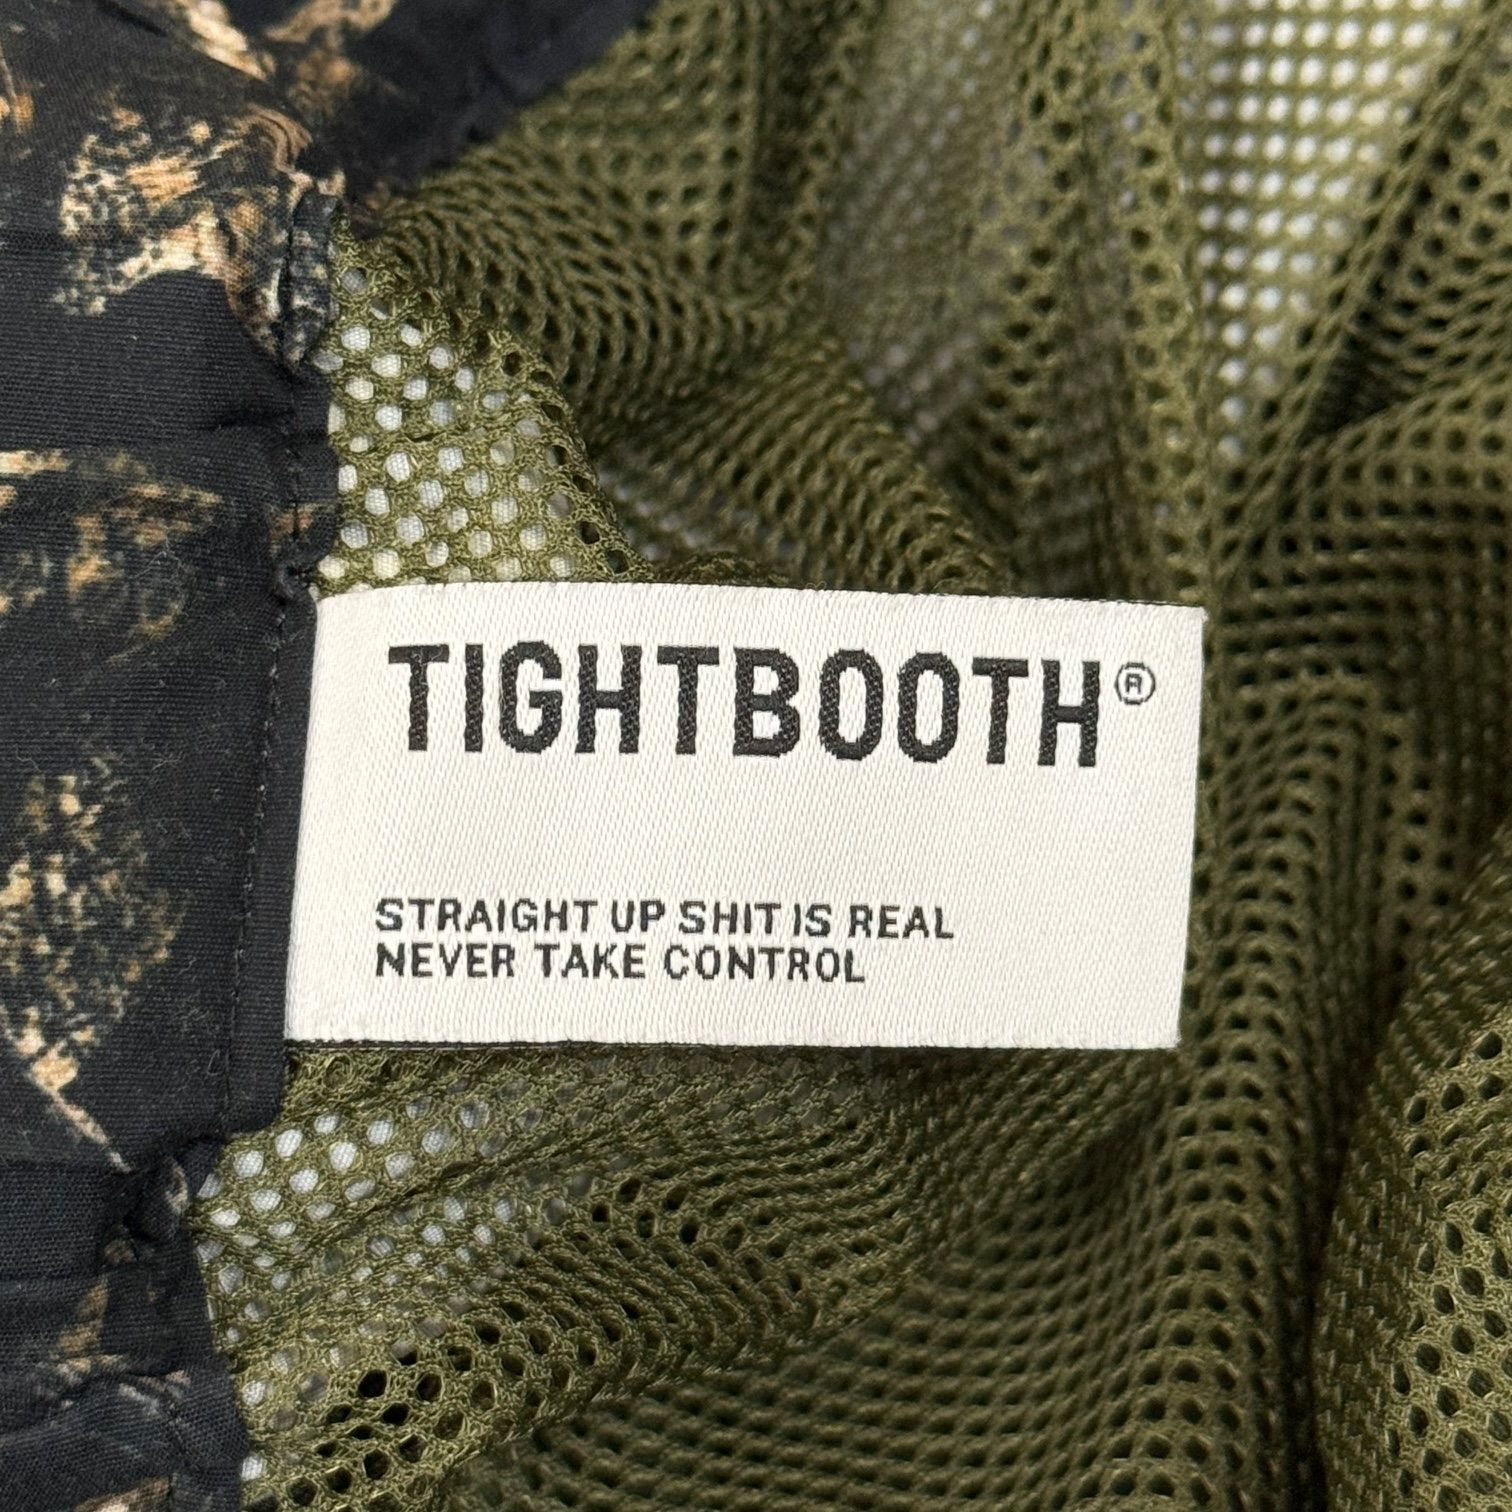 TIGHTBOOTH®
STRAIGHT UP SHIT IS REAL
NEVER TAKE CONTROL